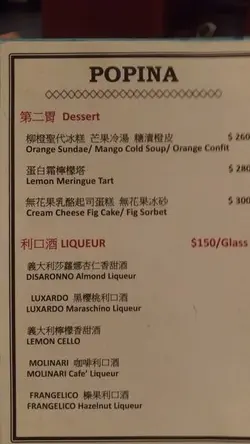 POPINA
第二胃 Dessert
柳橙聖代冰糕 芒果冷湯 糖漬橙皮 $ 260
Orange Sundae/ Mango Cold Soup/ Orange Confit
蛋白霜檸檬塔 $ 280
Lemon Meringue Tart
無花果乳酪起司蛋糕 無花果冰砂 $ 300
Cream Cheese Fig Cake/ Fig Sorbet
利口酒 LIQUEUR $150/Glass
義大利莎羅娜杏仁香甜酒
DISARONNO Almond Liqueur
LUXARDO 黑櫻桃利口酒
LUXARDO Maraschino Liqueur
義大利檸檬香甜酒
LEMON CELLO
MOLINARI 咖啡利口酒
MOLINARI Cafe' Liqueur
FRANGELICO 榛果利口酒
FRANGELICO Hazelnut Liqueur